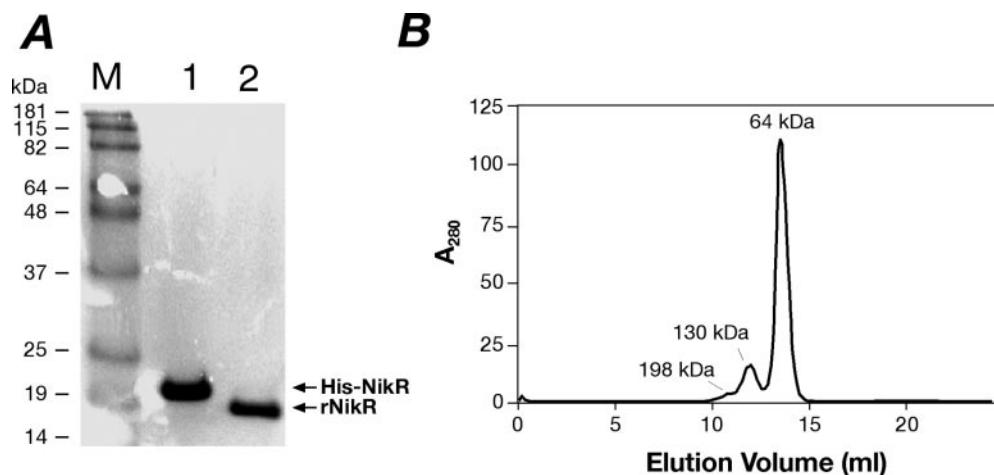 A
kDa M 1 2
181 –
115 –
82 –
64 –
48 –
37 –
25 –
19 –
14 –
← His-NikR
← rNikR
B
A280
125
100
75
50
25
0
64 kDa
130 kDa
198 kDa
0 5 10 15 20
Elution Volume (ml)